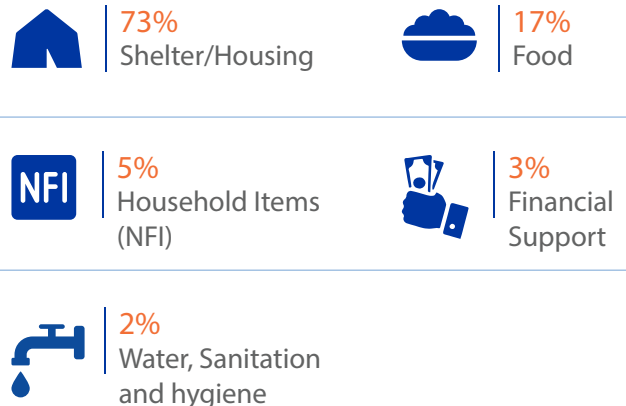 73%
Shelter/Housing
17%
Food
NFI
5%
Household Items
(NFI)
3%
Financial
Support
2%
Water, Sanitation
and hygiene